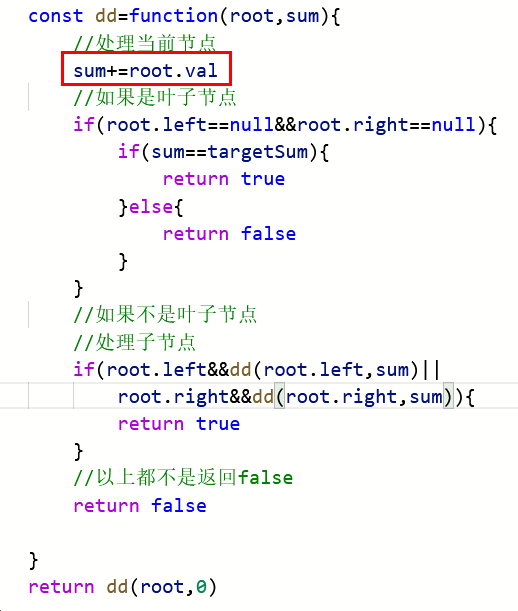 const dd=function(root,sum){
//处理当前节点
sum+=root.val
//如果是叶子节点
if(root.left==null&&root.right==null){
if(sum==targetSum){
return true
}else{
return false
}
}
//如果不是叶子节点
//处理子节点
if(root.left&&dd(root.left,sum)||
root.right&&dd(root.right,sum)){
return true
}
//以上都不是返回false
return false
}
return dd(root,0)